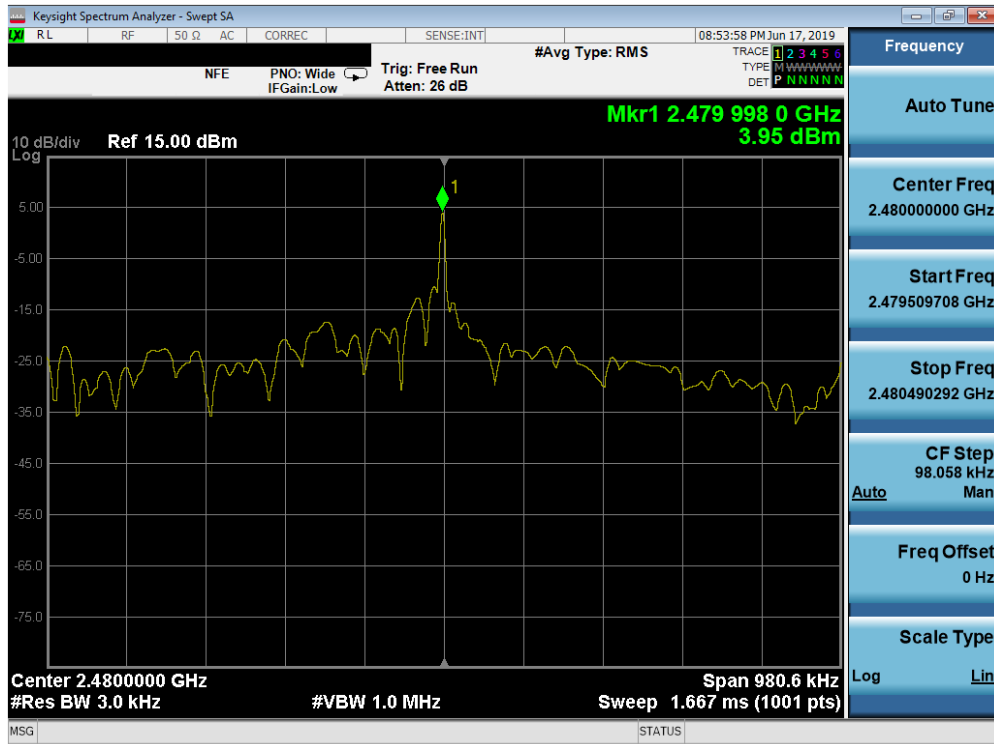 Keysight Spectrum Analyzer - Swept SA
LXI RL RF 50 Ω AC CORREC SENSE:INT 08:53:58 PM Jun 17, 2019
#Avg Type: RMS TRACE 1 2 3 4 5 6
NFE PNO: Wide Trig: Free Run TYPE M W W W W W
IFGain:Low Atten: 26 dB DET P N N N N N
Mkr1 2.479 998 0 GHz
3.95 dBm
10 dB/div Ref 15.00 dBm
Log
1
5.00
-5.00
-15.0
-25.0
-35.0
-45.0
-55.0
-65.0
-75.0
Center 2.4800000 GHz Span 980.6 kHz
#Res BW 3.0 kHz #VBW 1.0 MHz Sweep 1.667 ms (1001 pts)
MSG STATUS
Frequency
Auto Tune
Center Freq
2.480000000 GHz
Start Freq
2.479509708 GHz
Stop Freq
2.480490292 GHz
CF Step
98.058 kHz
Auto Man
Freq Offset
0 Hz
Scale Type
Log Lin